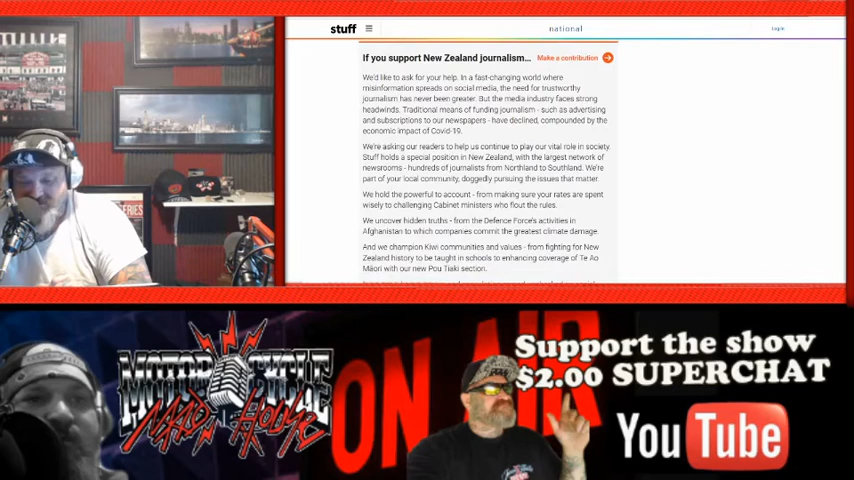 stuff
national
Login
If you support New Zealand journalism...
Make a contribution
We'd like to ask for your help. In a fast-changing world where
misinformation spreads on social media, the need for trustworthy
journalism has never been greater. But the media industry faces strong
headwinds. Traditional means of funding journalism - such as advertising
and subscriptions to our newspapers - have declined, compounded by the
economic impact of Covid-19.
We're asking our readers to help us continue to play our vital role in society.
Stuff holds a special position in New Zealand, with the largest network of
newsrooms - hundreds of journalists from Northland to Southland. We're
part of your local community, doggedly pursuing the issues that matter.
We hold the powerful to account - from making sure your rates are spent
wisely to challenging Cabinet ministers who flout the rules.
We uncover hidden truths - from the Defence Force's activities in
Afghanistan to which companies commit the greatest climate damage.
And we champion Kiwi communities and values - from fighting for New
Zealand history to be taught in schools to enhancing coverage of Te Ao
Māori with our new Pou Tiaki section.
MOTORCYCLE
MAD HOUSE
ON AIR
Support the show
$2.00 SUPERCHAT
YouTube